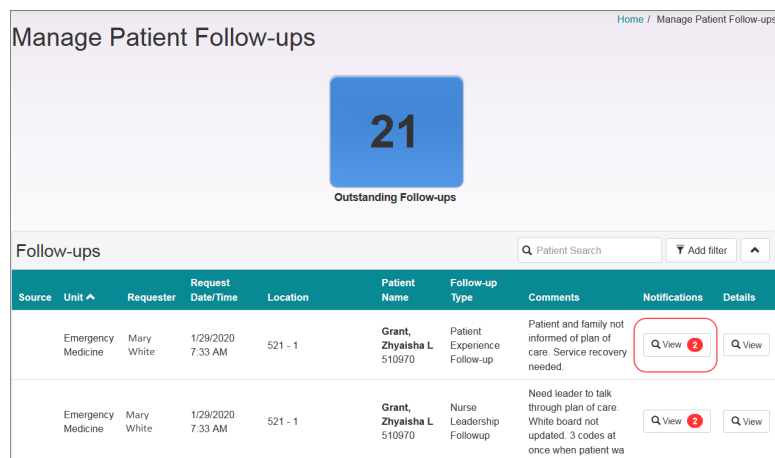 Home / Manage Patient Follow-ups
Manage Patient Follow-ups
21
Outstanding Follow-ups
Follow-ups
Patient Search
Add filter
Source Unit Requester Request Date/Time Location Patient Name Follow-up Type Comments Notifications Details
Emergency Medicine
Mary White
1/29/2020 7:33 AM
521 - 1
Grant, Zhyaisha L 510970
Patient Experience Follow-up
Patient and family not informed of plan of care. Service recovery needed.
View 2
View
Emergency Medicine
Mary White
1/29/2020 7:33 AM
521 - 1
Grant, Zhyaisha L 510970
Nurse Leadership Followup
Need leader to talk through plan of care. White board not updated. 3 codes at once when patient wa
View 2
View